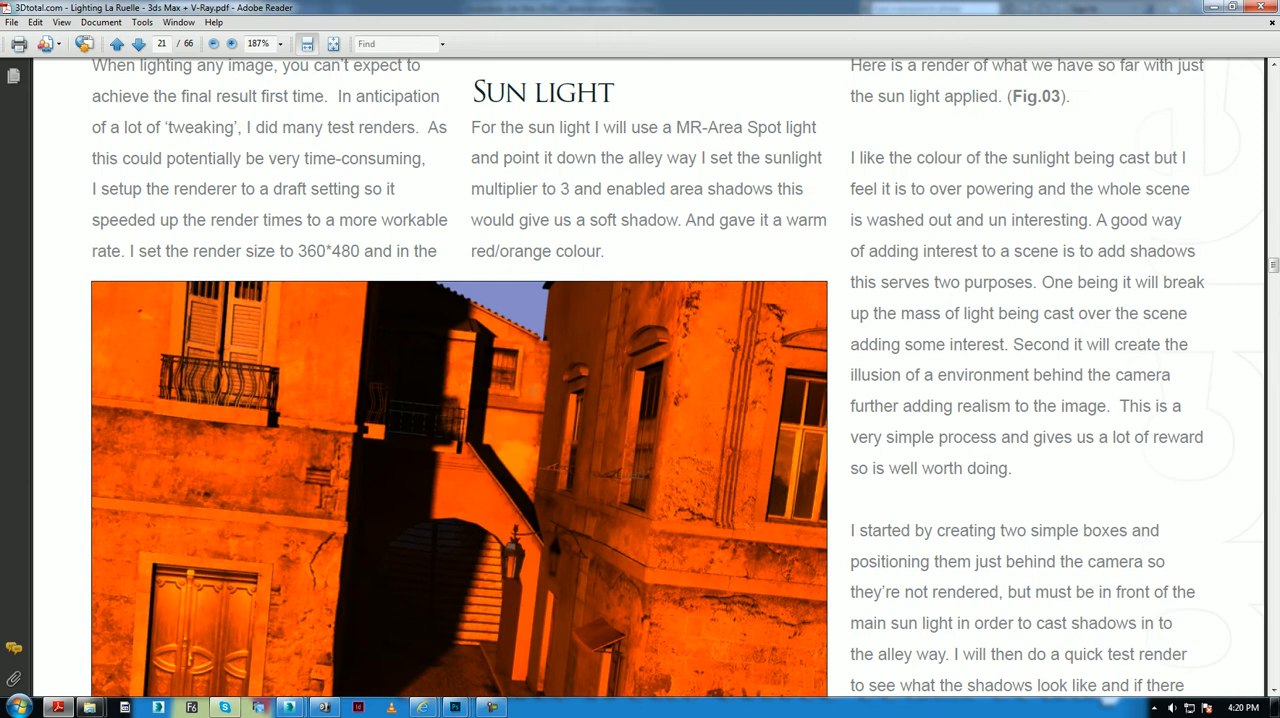 3Dtotal.com - Lighting La Ruelle - 3ds Max + V-Ray.pdf - Adobe Reader
File Edit View Document Tools Window Help
21 / 66 187% Find
When lighting any image, you can't expect to
achieve the final result first time.  In anticipation
of a lot of 'tweaking', I did many test renders.  As
this could potentially be very time-consuming,
I setup the renderer to a draft setting so it
speeded up the render times to a more workable
rate. I set the render size to 360*480 and in the
SUN LIGHT
For the sun light I will use a MR-Area Spot light
and point it down the alley way I set the sunlight
multiplier to 3 and enabled area shadows this
would give us a soft shadow. And gave it a warm
red/orange colour.
Here is a render of what we have so far with just
the sun light applied. (Fig.03).
I like the colour of the sunlight being cast but I
feel it is to over powering and the whole scene
is washed out and un interesting. A good way
of adding interest to a scene is to add shadows
this serves two purposes. One being it will break
up the mass of light being cast over the scene
adding some interest. Second it will create the
illusion of a environment behind the camera
further adding realism to the image.  This is a
very simple process and gives us a lot of reward
so is well worth doing.
I started by creating two simple boxes and
positioning them just behind the camera so
they're not rendered, but must be in front of the
main sun light in order to cast shadows in to
the alley way. I will then do a quick test render
to see what the shadows look like and if there
4:20 PM